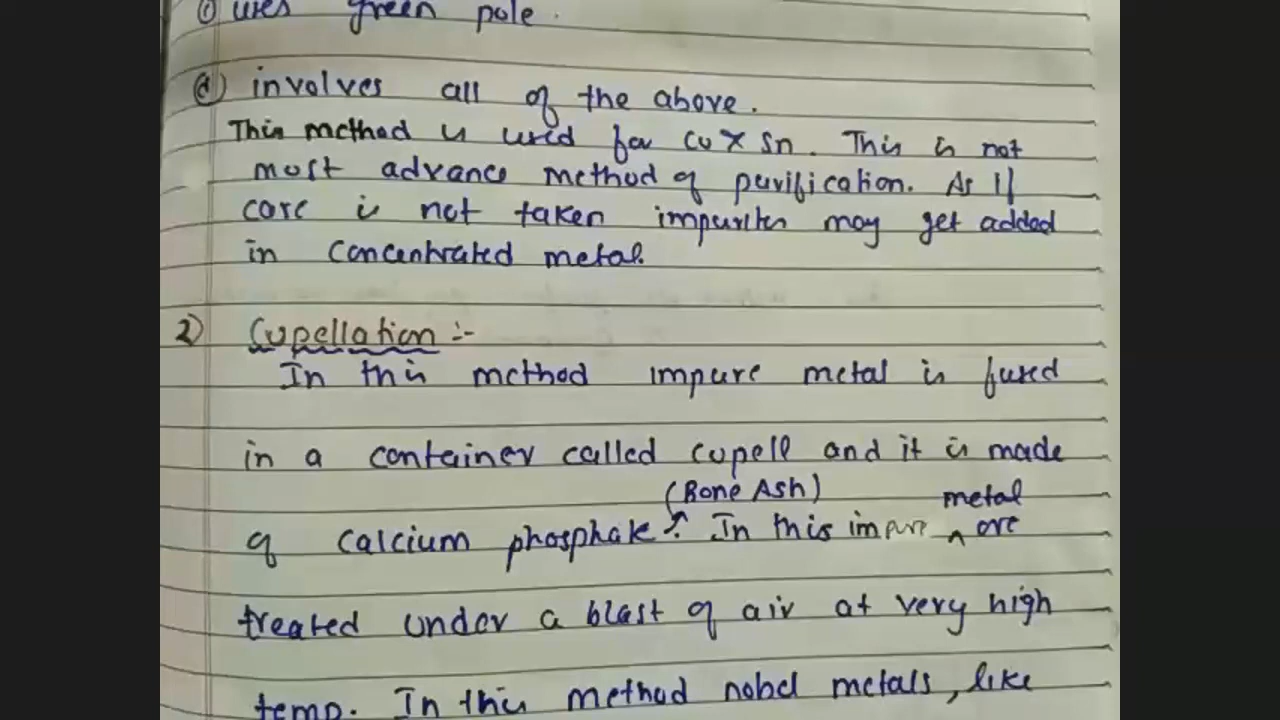 ① uses green pole.
ⓓ involves all of the above.
This method is used for Cu x Sn. This is not
most advance method of purification. As if
care is not taken impurites may get added
in concentrated metal.
2) Cupellation :-
In this method impure metal is fused
in a container called cupell and it is made
(Bone Ash) metal
of calcium phosphate. In this impure ^ are
treated under a blast of air at very high
temp. In this method nobel metals, like